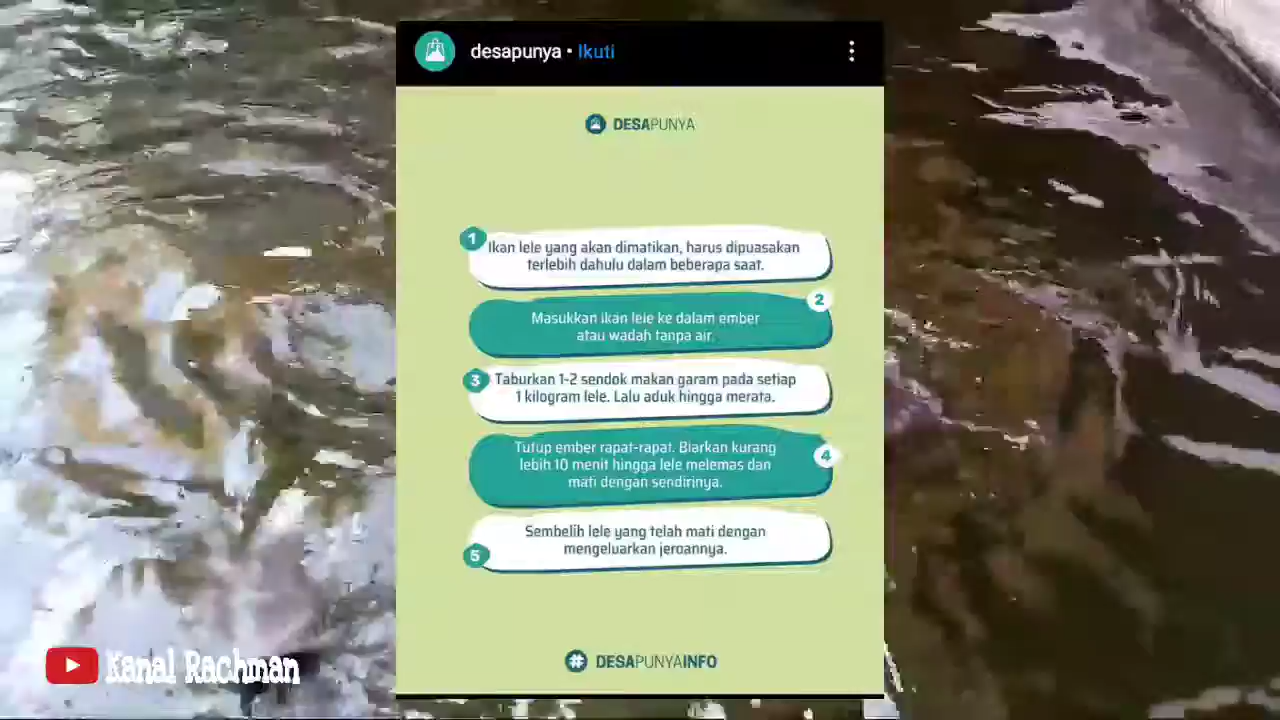 desapunya • Ikuti
DESAPUNYA
1
Ikan lele yang akan dimatikan, harus dipuasakan
terlebih dahulu dalam beberapa saat.
2
Masukkan ikan lele ke dalam ember
atau wadah tanpa air.
3
Taburkan 1-2 sendok makan garam pada setiap
1 kilogram lele. Lalu aduk hingga merata.
4
Tutup ember rapat-rapat. Biarkan kurang
lebih 10 menit hingga lele melemas dan
mati dengan sendirinya.
5
Sembelih lele yang telah mati dengan
mengeluarkan jeroannya.
# DESAPUNYAINFO
Kanal Rachman